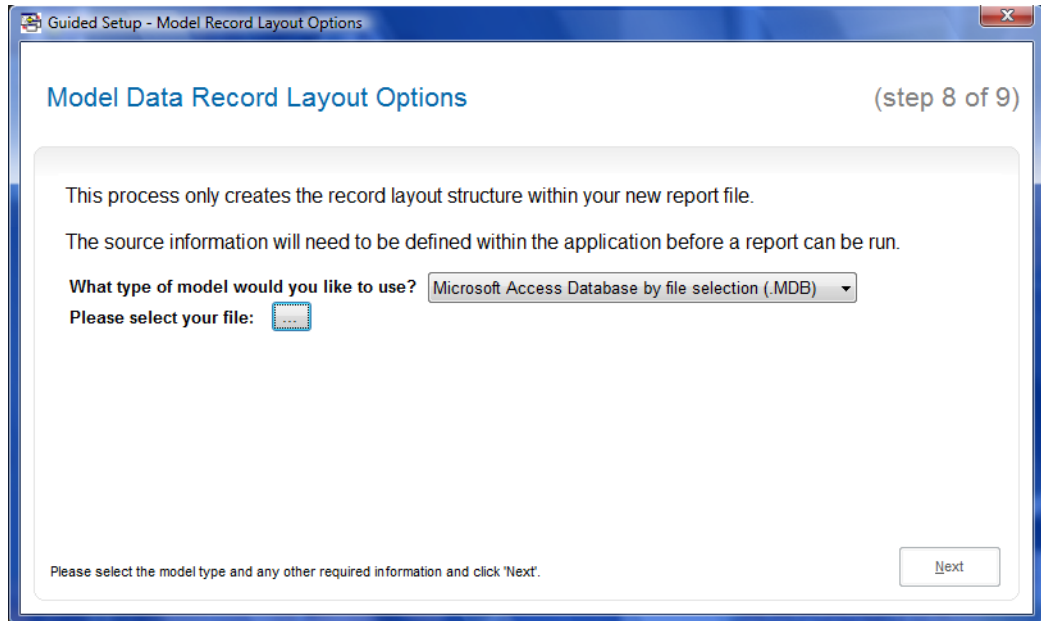 Guided Setup - Model Record Layout Options
X
Model Data Record Layout Options
(step 8 of 9)
This process only creates the record layout structure within your new report file.
The source information will need to be defined within the application before a report can be run.
What type of model would you like to use? Microsoft Access Database by file selection (.MDB)
Please select your file: ...
Please select the model type and any other required information and click 'Next'.
Next